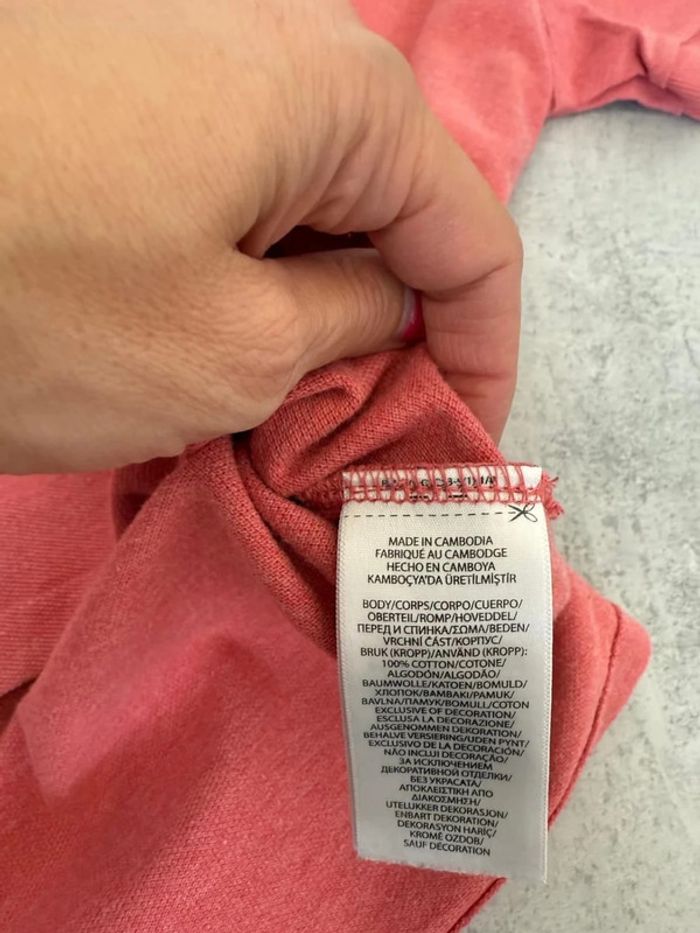 MADE IN CAMBODIA
FABRIQUÉ AU CAMBODGE
HECHO EN CAMBOYA
KAMBOÇYA'DA ÜRETİLMİŞTİR
BODY/CORPS/CORPO/CUERPO/
OBERTEIL/ROMP/HOVEDDEL/
ПЕРЕД И СПИНКА/ΣΩΜΑ/BEDEN/
VRCHNÍ ČÁST/KOРПУС/
BRUK (KROPP)/ANVÄND (KROPP):
100% COTTON/COTONE/
ALGODÓN/ALGODÃO/
BAUMWOLLE/KATOEN/BOMULD/
ХЛОПОК/BAMBAKI/PAMUK/
BAVLNA/ПАМУК/BOMULL/COTON
EXCLUSIVE OF DECORATION/
ESCLUSA LA DECORAZIONE/
AUSGENOMMEN DEKORATION/
BEHALVE VERSIERING/UDEN PYNT/
EXCLUSIVO DE LA DECORACIÓN/
NÃO INCLUI DECORAÇÃO/
ЗА ИСКЛЮЧЕНИЕМ
ДЕКОРАТИВНОЙ ОТДЕЛКИ/
БЕЗ УКРАСАТА/
ΑΠΟΚΛΕΙΣΤΙΚΗ ΑΠΟ
ΔΙΑΚΟΣΜΗΣΗ/
UTELUKKER DEKORASJON/
ENBART DEKORATION/
DEKORASYON HARİÇ/
KROMĚ OZDOB/
SAUF DÉCORATION